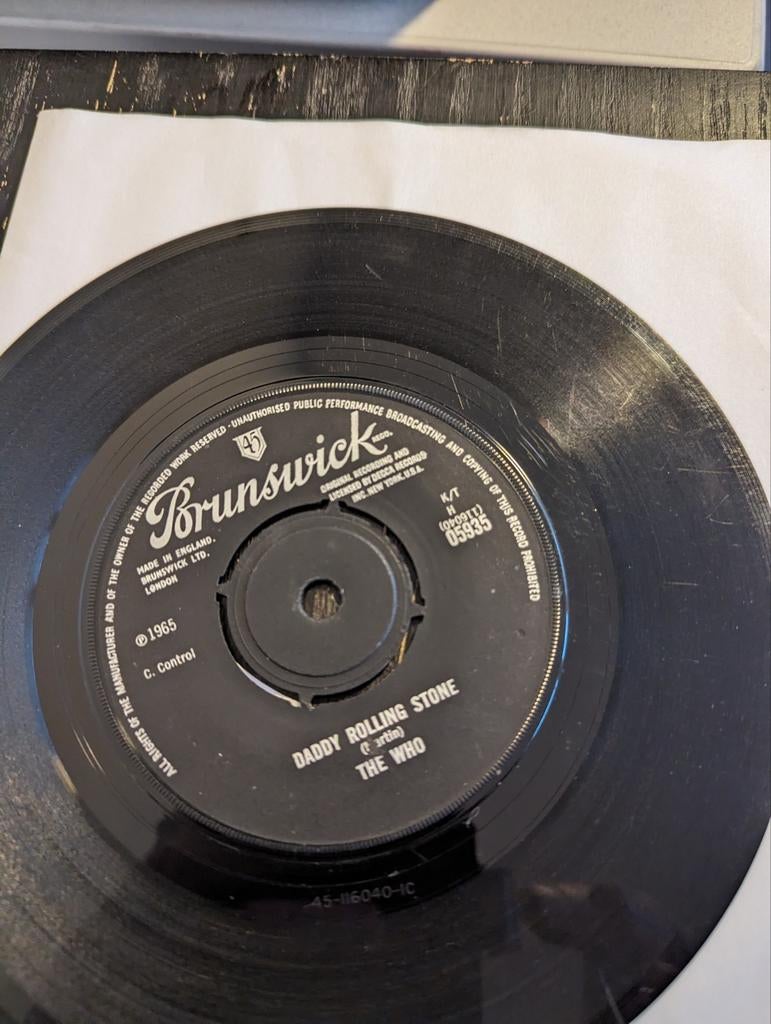 ALL RIGHTS OF THE MANUFACTURER AND OF THE OWNER OF THE RECORDED WORK RESERVED · UNAUTHORISED PUBLIC PERFORMANCE BROADCASTING AND COPYING OF THIS RECORD PROHIBITED
45
Brunswick REGD.
ORIGINAL RECORDING AND
LICENSED BY DECCA RECORDS
INC. NEW YORK, U.S.A.
MADE IN ENGLAND.
BRUNSWICK LTD.
LONDON
K/T
H
(116040)
05935
℗1965
C. Control
DADDY ROLLING STONE
THE WHO
45-116040-1C